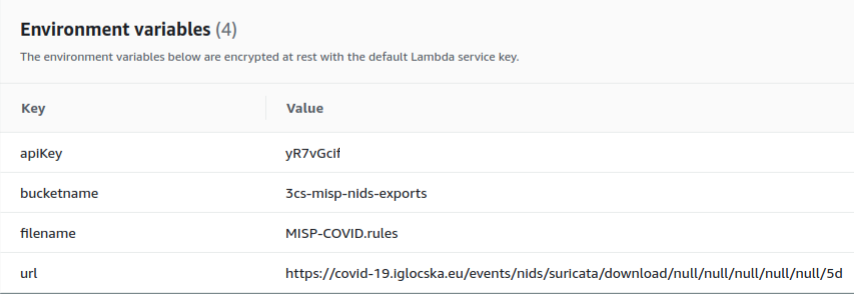 Environment variables (4)
The environment variables below are encrypted at rest with the default Lambda service key.
Key Value
apiKey yR7vGcif
bucketname 3cs-misp-nids-exports
filename MISP-COVID.rules
url https://covid-19.iglocska.eu/events/nids/suricata/download/null/null/null/null/null/5d